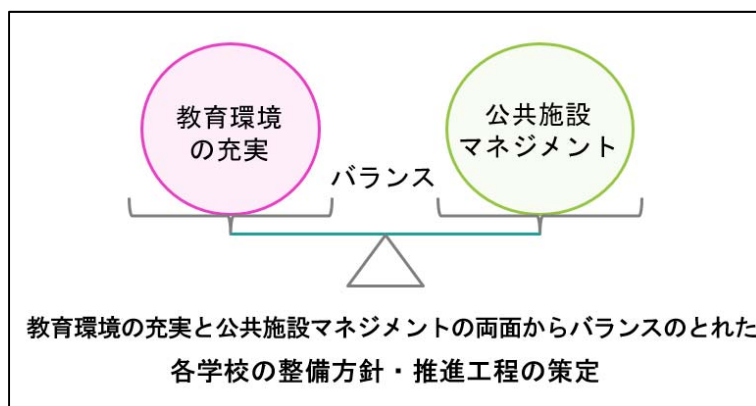 教育環境
の充実
公共施設
マネジメント
バランス
教育環境の充実と公共施設マネジメントの両面からバランスのとれた
各学校の整備方針・推進工程の策定